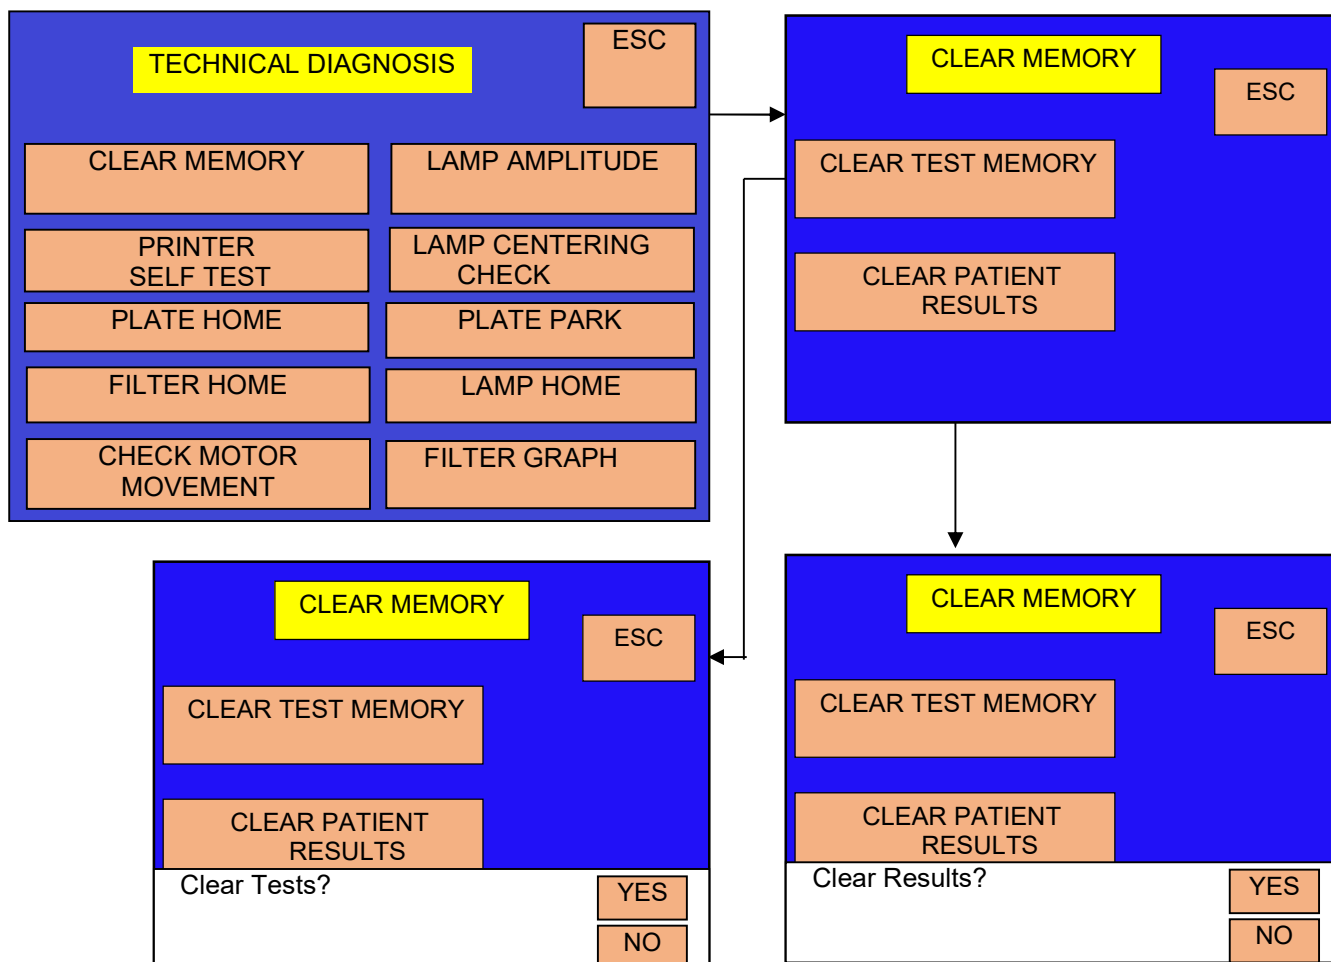 TECHNICAL DIAGNOSIS
ESC
CLEAR MEMORY
LAMP AMPLITUDE
PRINTER
SELF TEST
LAMP CENTERING
CHECK
PLATE HOME
PLATE PARK
FILTER HOME
LAMP HOME
CHECK MOTOR
MOVEMENT
FILTER GRAPH
CLEAR MEMORY
ESC
CLEAR TEST MEMORY
CLEAR PATIENT
RESULTS
CLEAR MEMORY
ESC
CLEAR TEST MEMORY
CLEAR PATIENT
RESULTS
Clear Tests?
YES
NO
CLEAR MEMORY
ESC
CLEAR TEST MEMORY
CLEAR PATIENT
RESULTS
Clear Results?
YES
NO